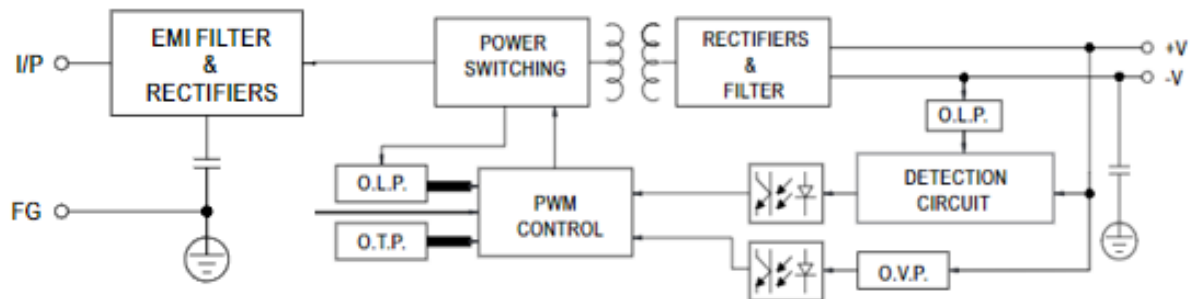 I/P
EMI FILTER
&
RECTIFIERS
POWER
SWITCHING
RECTIFIERS
&
FILTER
+V
-V
O.L.P.
O.L.P.
PWM
CONTROL
DETECTION
CIRCUIT
FG
O.T.P.
O.V.P.